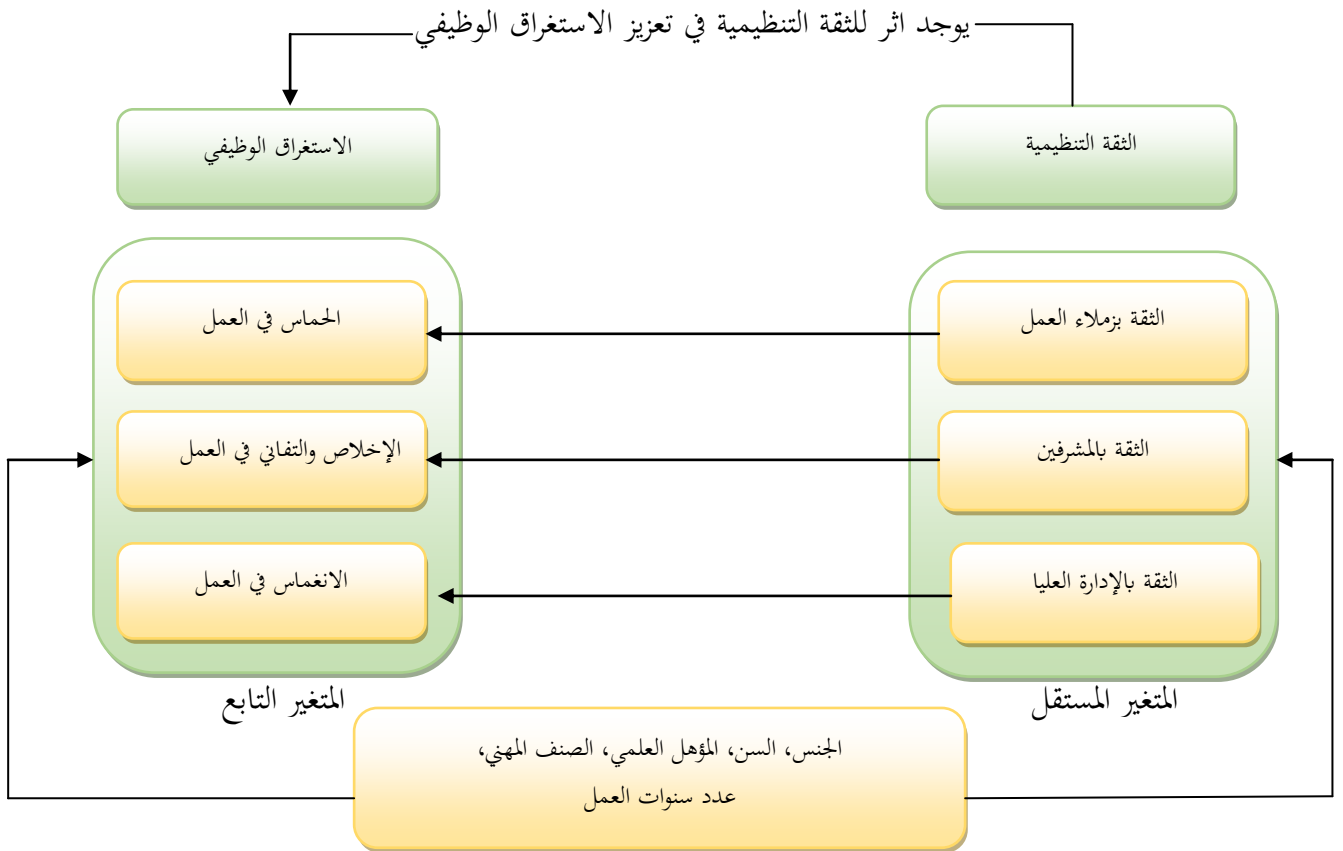 يوجد اثر للثقة التنظيمية في تعزيز الاستغراق الوظيفي
الثقة التنظيمية
الاستغراق الوظيفي
الثقة بزملاء العمل
الحماس في العمل
الثقة بالمشرفين
الإخلاص والتفاني في العمل
الثقة بالإدارة العليا
الانغماس في العمل
المتغير المستقل
المتغير التابع
الجنس، السن، المؤهل العلمي، الصنف المهني،
عدد سنوات العمل